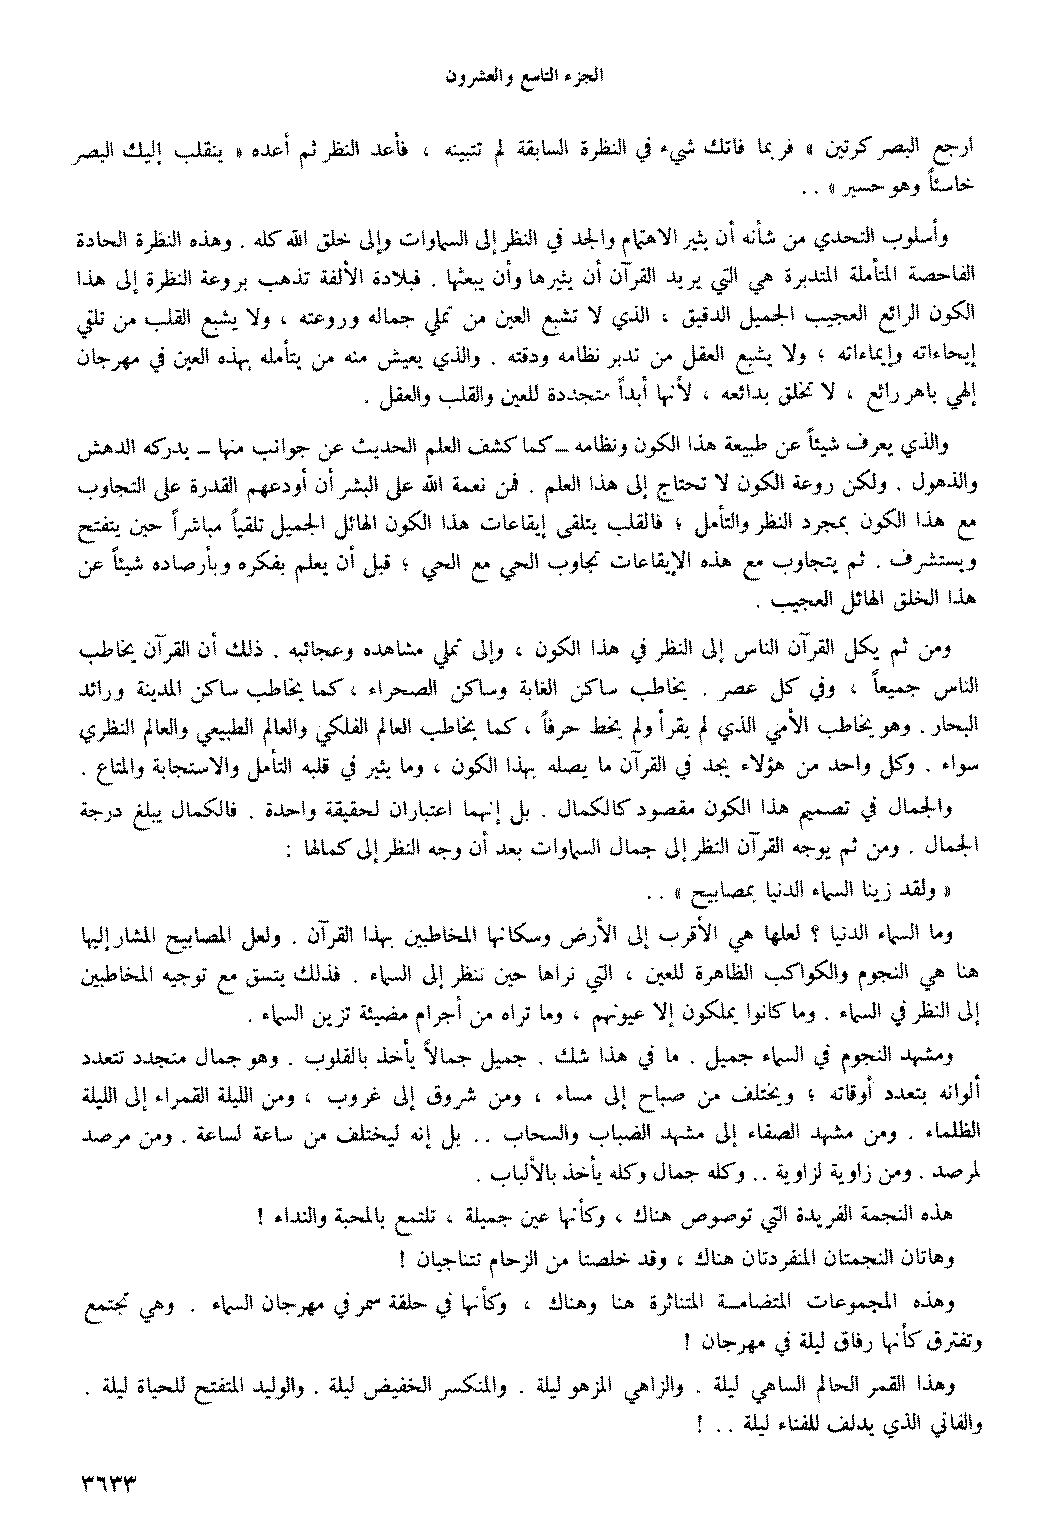 الجزء التاسع والعشرون
ارجع البصر كرتين » فربما فاتك شيء في النظرة السابقة لم تتبينه ، فأعد النظر ثم أعده « ينقلب إليك البصر
خاسئاً وهو حسير » . .
وأسلوب التحدي من شأنه أن يثير الاهتمام والجد في النظر إلى السماوات وإلى خلق الله كله . وهذه النظرة الحادة
الفاحصة المتأملة المتدبرة هي التي يريد القرآن أن يثيرها وأن يبعثها . فبلادة الألفة تذهب بروعة النظرة إلى هذا
الكون الرائع العجيب الجميل الدقيق ، الذي لا تشبع العين من تملي جماله وروعته ، ولا يشبع القلب من تلقي
إيحاءاته وإيماءاته ؛ ولا يشبع العقل من تدبر نظامه ودقته . والذي يعيش منه من يتأمله بهذه العين في مهرجان
إلهي باهر رائع ، لا تخلق بدائعه ، لأنها أبداً متجددة للعين والقلب والعقل .
والذي يعرف شيئاً عن طبيعة هذا الكون ونظامه – كما كشف العلم الحديث عن جوانب منها – يدركه الدهش
والذهول . ولكن روعة الكون لا تحتاج إلى هذا العلم . فمن نعمة الله على البشر أن أودعهم القدرة على التجاوب
مع هذا الكون بمجرد النظر والتأمل ؛ فالقلب يتلقى إيقاعات هذا الكون الهائل الجميل تلقياً مباشراً حين يتفتح
ويستشرف . ثم يتجاوب مع هذه الإيقاعات تجاوب الحي مع الحي ؛ قبل أن يعلم بفكره وبأرصاده شيئاً عن
هذا الخلق الهائل العجيب .
ومن ثم يكل القرآن الناس إلى النظر في هذا الكون ، وإلى تملي مشاهده وعجائبه . ذلك أن القرآن يخاطب
الناس جميعاً ، وفي كل عصر . يخاطب ساكن الغابة وساكن الصحراء ، كما يخاطب ساكن المدينة ورائد
البحار . وهو يخاطب الأمي الذي لم يقرأ ولم يخط حرفاً ، كما يخاطب العالم الفلكي والعالم الطبيعي والعالم النظري
سواء . وكل واحد من هؤلاء يجد في القرآن ما يصله بهذا الكون ، وما يثير في قلبه التأمل والاستجابة والمتاع .
والجمال في تصميم هذا الكون مقصود كالكمال . بل إنهما اعتباران لحقيقة واحدة . فالكمال يبلغ درجة
الجمال . ومن ثم يوجه القرآن النظر إلى جمال السماوات بعد أن وجه النظر إلى كمالها :
« ولقد زينا السماء الدنيا بمصابيح » . .
وما السماء الدنيا ؟ لعلها هي الأقرب إلى الأرض وسكانها المخاطبين بهذا القرآن . ولعل المصابيح المشار إليها
هنا هي النجوم والكواكب الظاهرة للعين ، التي نراها حين ننظر إلى السماء . فذلك يتسق مع توجيه المخاطبين
إلى النظر في السماء . وما كانوا يملكون إلا عيونهم ، وما تراه من أجرام مضيئة تزين السماء .
ومشهد النجوم في السماء جميل . ما في هذا شك . جميل جمالاً يأخذ بالقلوب . وهو جمال متجدد تتعدد
ألوانه بتعدد أوقاته ؛ ويختلف من صباح إلى مساء ، ومن شروق إلى غروب ، ومن الليلة القمراء إلى الليلة
الظلماء . ومن مشهد الصفاء إلى مشهد الضباب والسحاب . . بل إنه ليختلف من ساعة لساعة . ومن مرصد
لمرصد . ومن زاوية لزاوية . . وكله جمال وكله يأخذ بالألباب .
هذه النجمة الفريدة التي توصوص هناك ، وكأنها عين جميلة ، تلتمع بالمحبة والنداء !
وهاتان النجمتان المنفردتان هناك ، وقد خلصتا من الزحام تتناجيان !
وهذه المجموعات المتضامة المتناثرة هنا وهناك ، وكأنها في حلقة سمر في مهرجان السماء . وهي تجتمع
وتفترق كأنها رفاق ليلة في مهرجان !
وهذا القمر الحالم الساهي ليلة . والزاهي المزهو ليلة . والمنكسر الخفيض ليلة . والوليد المتفتح للحياة ليلة .
والفاني الذي يدلف للفناء ليلة . . !
٣٦٣٣